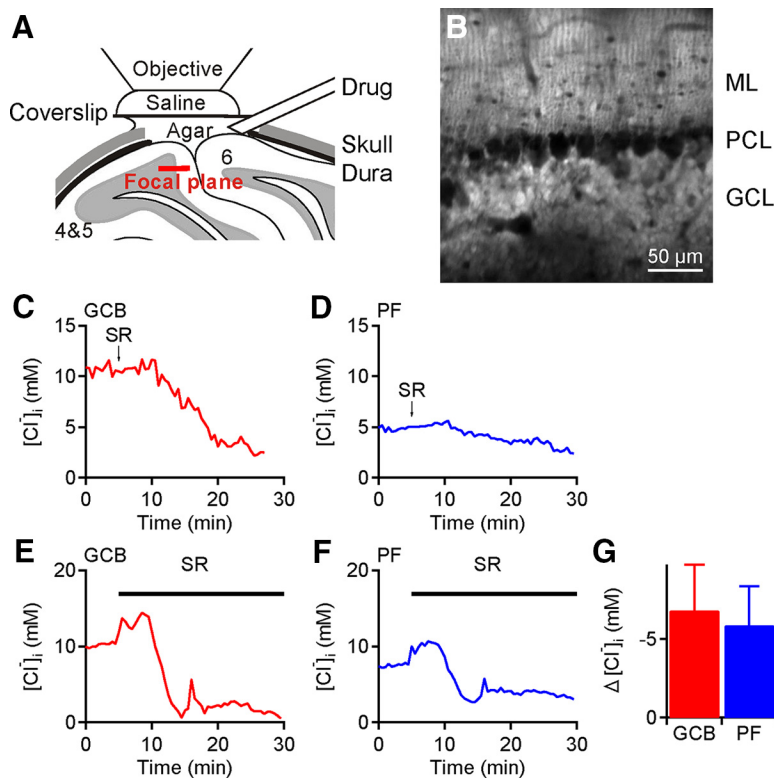 A
Objective
Saline
Coverslip
Agar
Drug
Skull
Dura
6
Focal plane
4&5
B
ML
PCL
GCL
50 µm
C
GCB
SR
15
10
5
0
[Cl-]i (mM)
0 10 20 30
Time (min)
D
PF
SR
15
10
5
0
[Cl-]i (mM)
0 10 20 30
Time (min)
E
GCB
SR
20
10
0
[Cl-]i (mM)
0 10 20 30
Time (min)
F
PF
SR
20
10
0
[Cl-]i (mM)
0 10 20 30
Time (min)
G
Δ [Cl-]i (mM)
-5
0
GCB PF